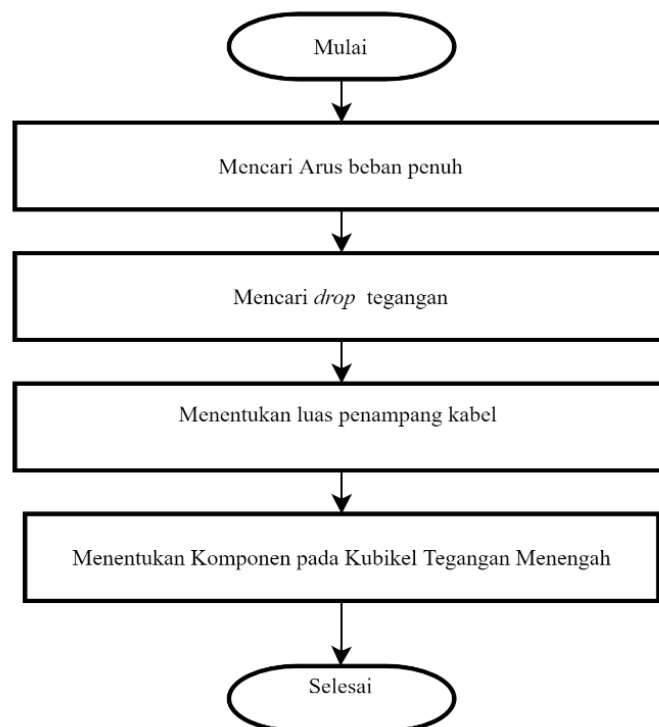 Mulai
Mencari Arus beban penuh
Mencari drop tegangan
Menentukan luas penampang kabel
Menentukan Komponen pada Kubikel Tegangan Menengah
Selesai